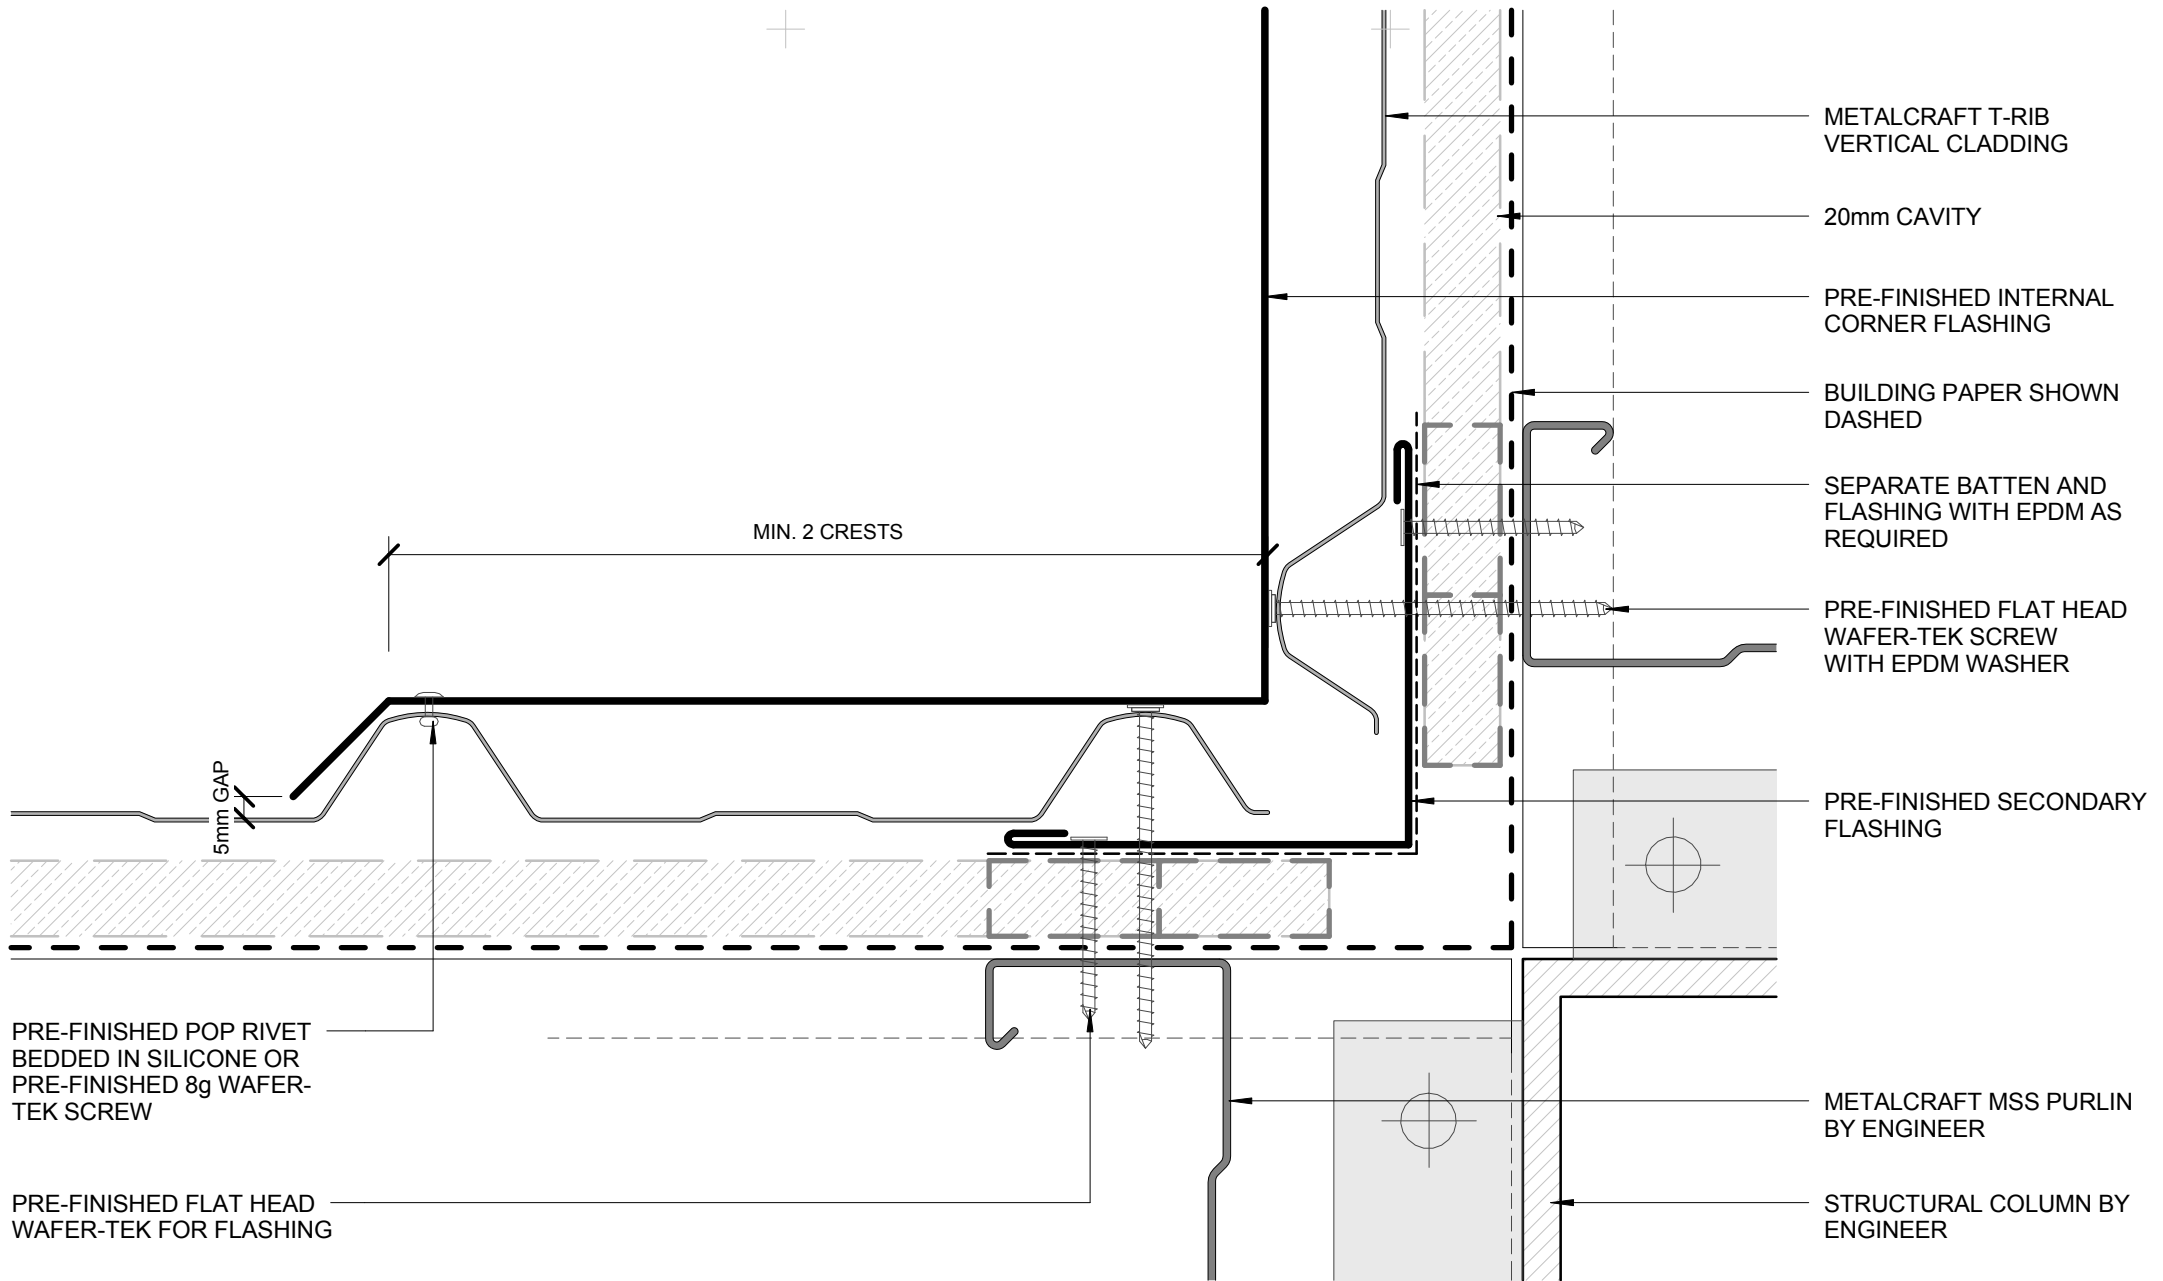 METALCRAFT T-RIB
VERTICAL CLADDING
20mm CAVITY
PRE-FINISHED INTERNAL
CORNER FLASHING
BUILDING PAPER SHOWN
DASHED
SEPARATE BATTEN AND
FLASHING WITH EPDM AS
REQUIRED
MIN. 2 CRESTS
PRE-FINISHED FLAT HEAD
WAFER-TEK SCREW
WITH EPDM WASHER
5mm GAP
PRE-FINISHED SECONDARY
FLASHING
PRE-FINISHED POP RIVET
BEDDED IN SILICONE OR
PRE-FINISHED 8g WAFER-
TEK SCREW
METALCRAFT MSS PURLIN
BY ENGINEER
PRE-FINISHED FLAT HEAD
WAFER-TEK FOR FLASHING
STRUCTURAL COLUMN BY
ENGINEER